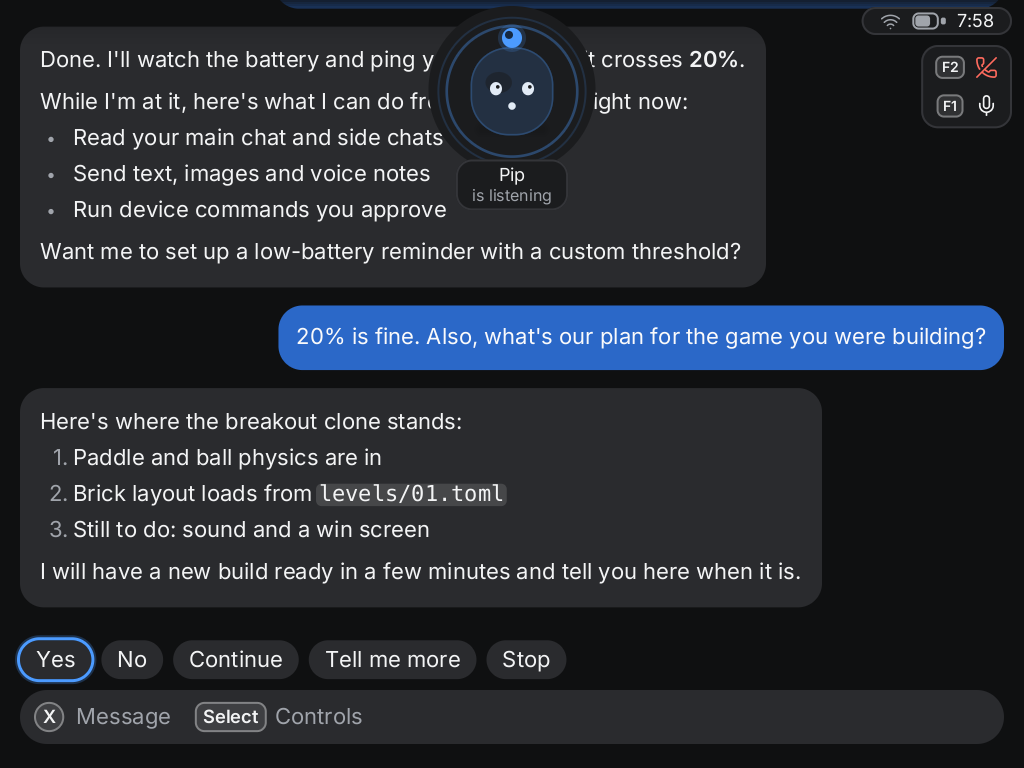 7:58
F2
F1
Done. I'll watch the battery and ping y t crosses 20%.
While I'm at it, here's what I can do fr ight now:
• Read your main chat and side chats
• Send text, images and voice notes
• Run device commands you approve
Pip
is listening
Want me to set up a low-battery reminder with a custom threshold?
20% is fine. Also, what's our plan for the game you were building?
Here's where the breakout clone stands:
1. Paddle and ball physics are in
2. Brick layout loads from levels/01.toml
3. Still to do: sound and a win screen
I will have a new build ready in a few minutes and tell you here when it is.
Yes No Continue Tell me more Stop
X Message Select Controls